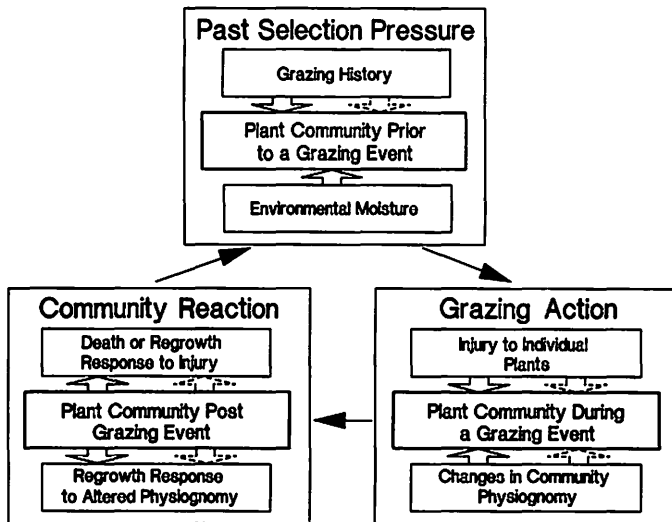 Past Selection Pressure
Grazing History
Plant Community Prior
to a Grazing Event
Environmental Moisture
Community Reaction
Death or Regrowth
Response to Injury
Plant Community Post
Grazing Event
Regrowth Response
to Altered Physiognomy
Grazing Action
Injury to Individual
Plants
Plant Community During
a Grazing Event
Changes in Community
Physiognomy